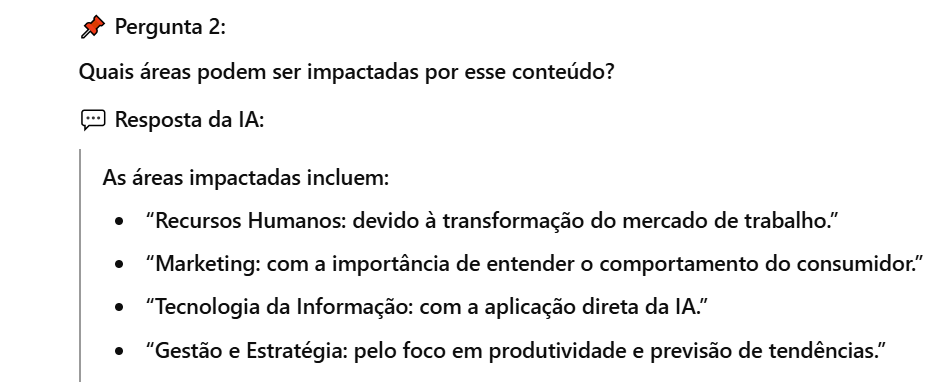 📌 Pergunta 2:
Quais áreas podem ser impactadas por esse conteúdo?
💬 Resposta da IA:
As áreas impactadas incluem:
• “Recursos Humanos: devido à transformação do mercado de trabalho.”
• “Marketing: com a importância de entender o comportamento do consumidor.”
• “Tecnologia da Informação: com a aplicação direta da IA.”
• “Gestão e Estratégia: pelo foco em produtividade e previsão de tendências.”